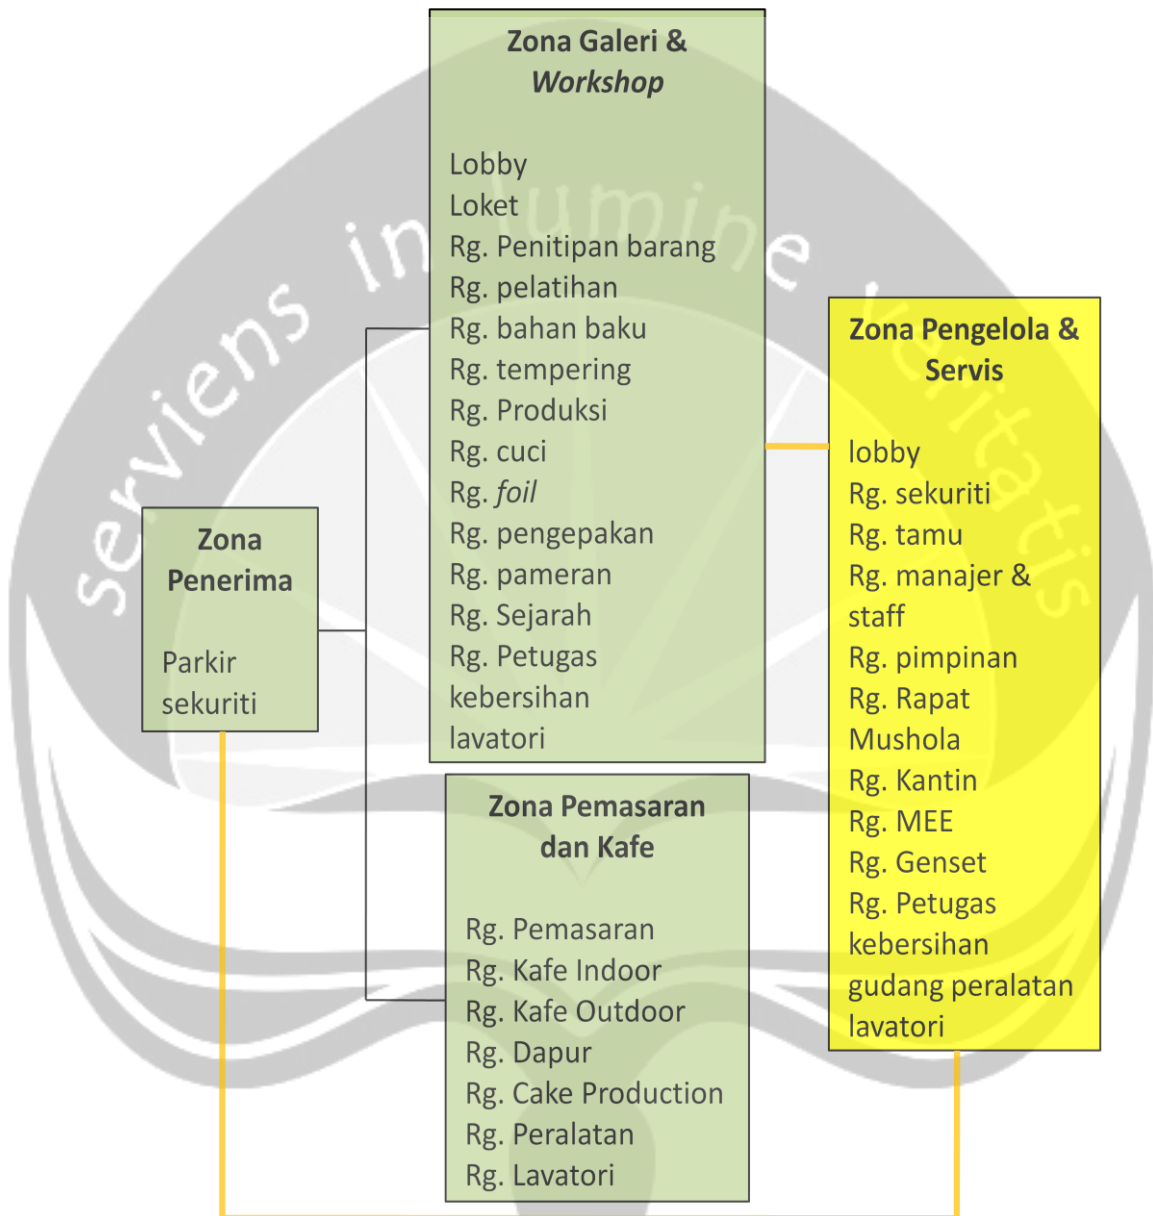 Zona Galeri &
Workshop
Lobby
Loket
Rg. Penitipan barang
Rg. pelatihan
Rg. bahan baku
Rg. tempering
Rg. Produksi
Rg. cuci
Rg. foil
Rg. pengepakan
Rg. pameran
Rg. Sejarah
Rg. Petugas
kebersihan
lavatori
Zona
Penerima
Parkir
sekuriti
Zona Pemasaran
dan Kafe
Rg. Pemasaran
Rg. Kafe Indoor
Rg. Kafe Outdoor
Rg. Dapur
Rg. Cake Production
Rg. Peralatan
Rg. Lavatori
Zona Pengelola &
Servis
lobby
Rg. sekuriti
Rg. tamu
Rg. manajer &
staff
Rg. pimpinan
Rg. Rapat
Mushola
Rg. Kantin
Rg. MEE
Rg. Genset
Rg. Petugas
kebersihan
gudang peralatan
lavatori
serviens in lumine veritatis